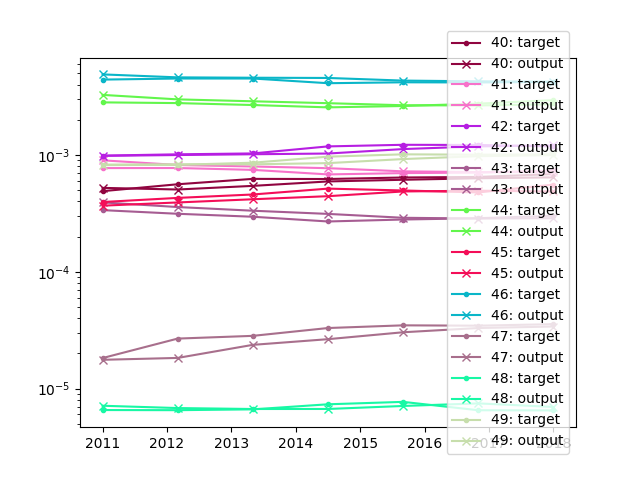 40: target
40: output
41: target
41: output
42: target
42: output
43: target
43: output
44: target
44: output
45: target
45: output
46: target
46: output
47: target
47: output
48: target
48: output
49: target
49: output
10⁻³
10⁻⁴
10⁻⁵
2011 2012 2013 2014 2015 2016 2017 2018